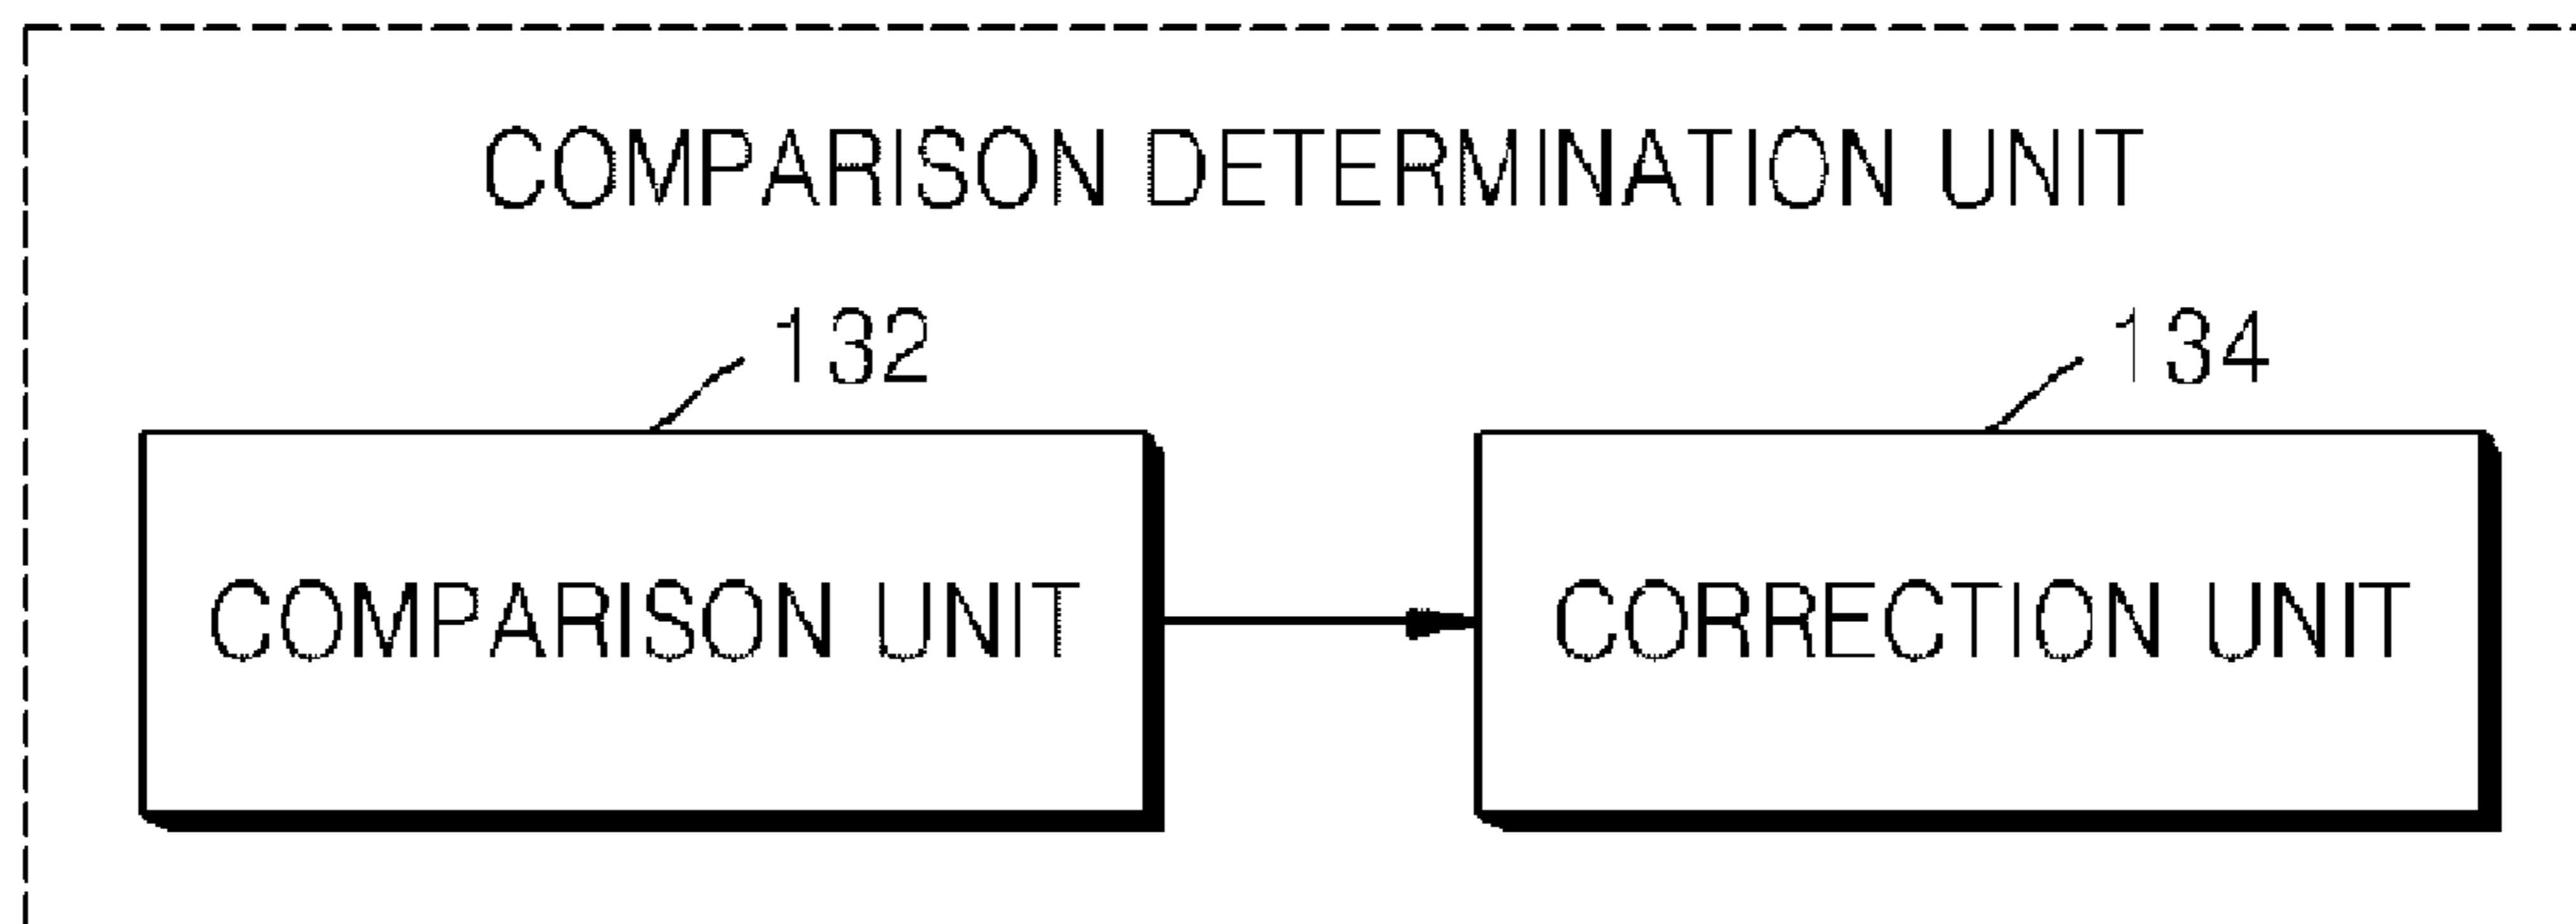 COMPARISON DETERMINATION UNIT
132
134
COMPARISON UNIT
CORRECTION UNIT